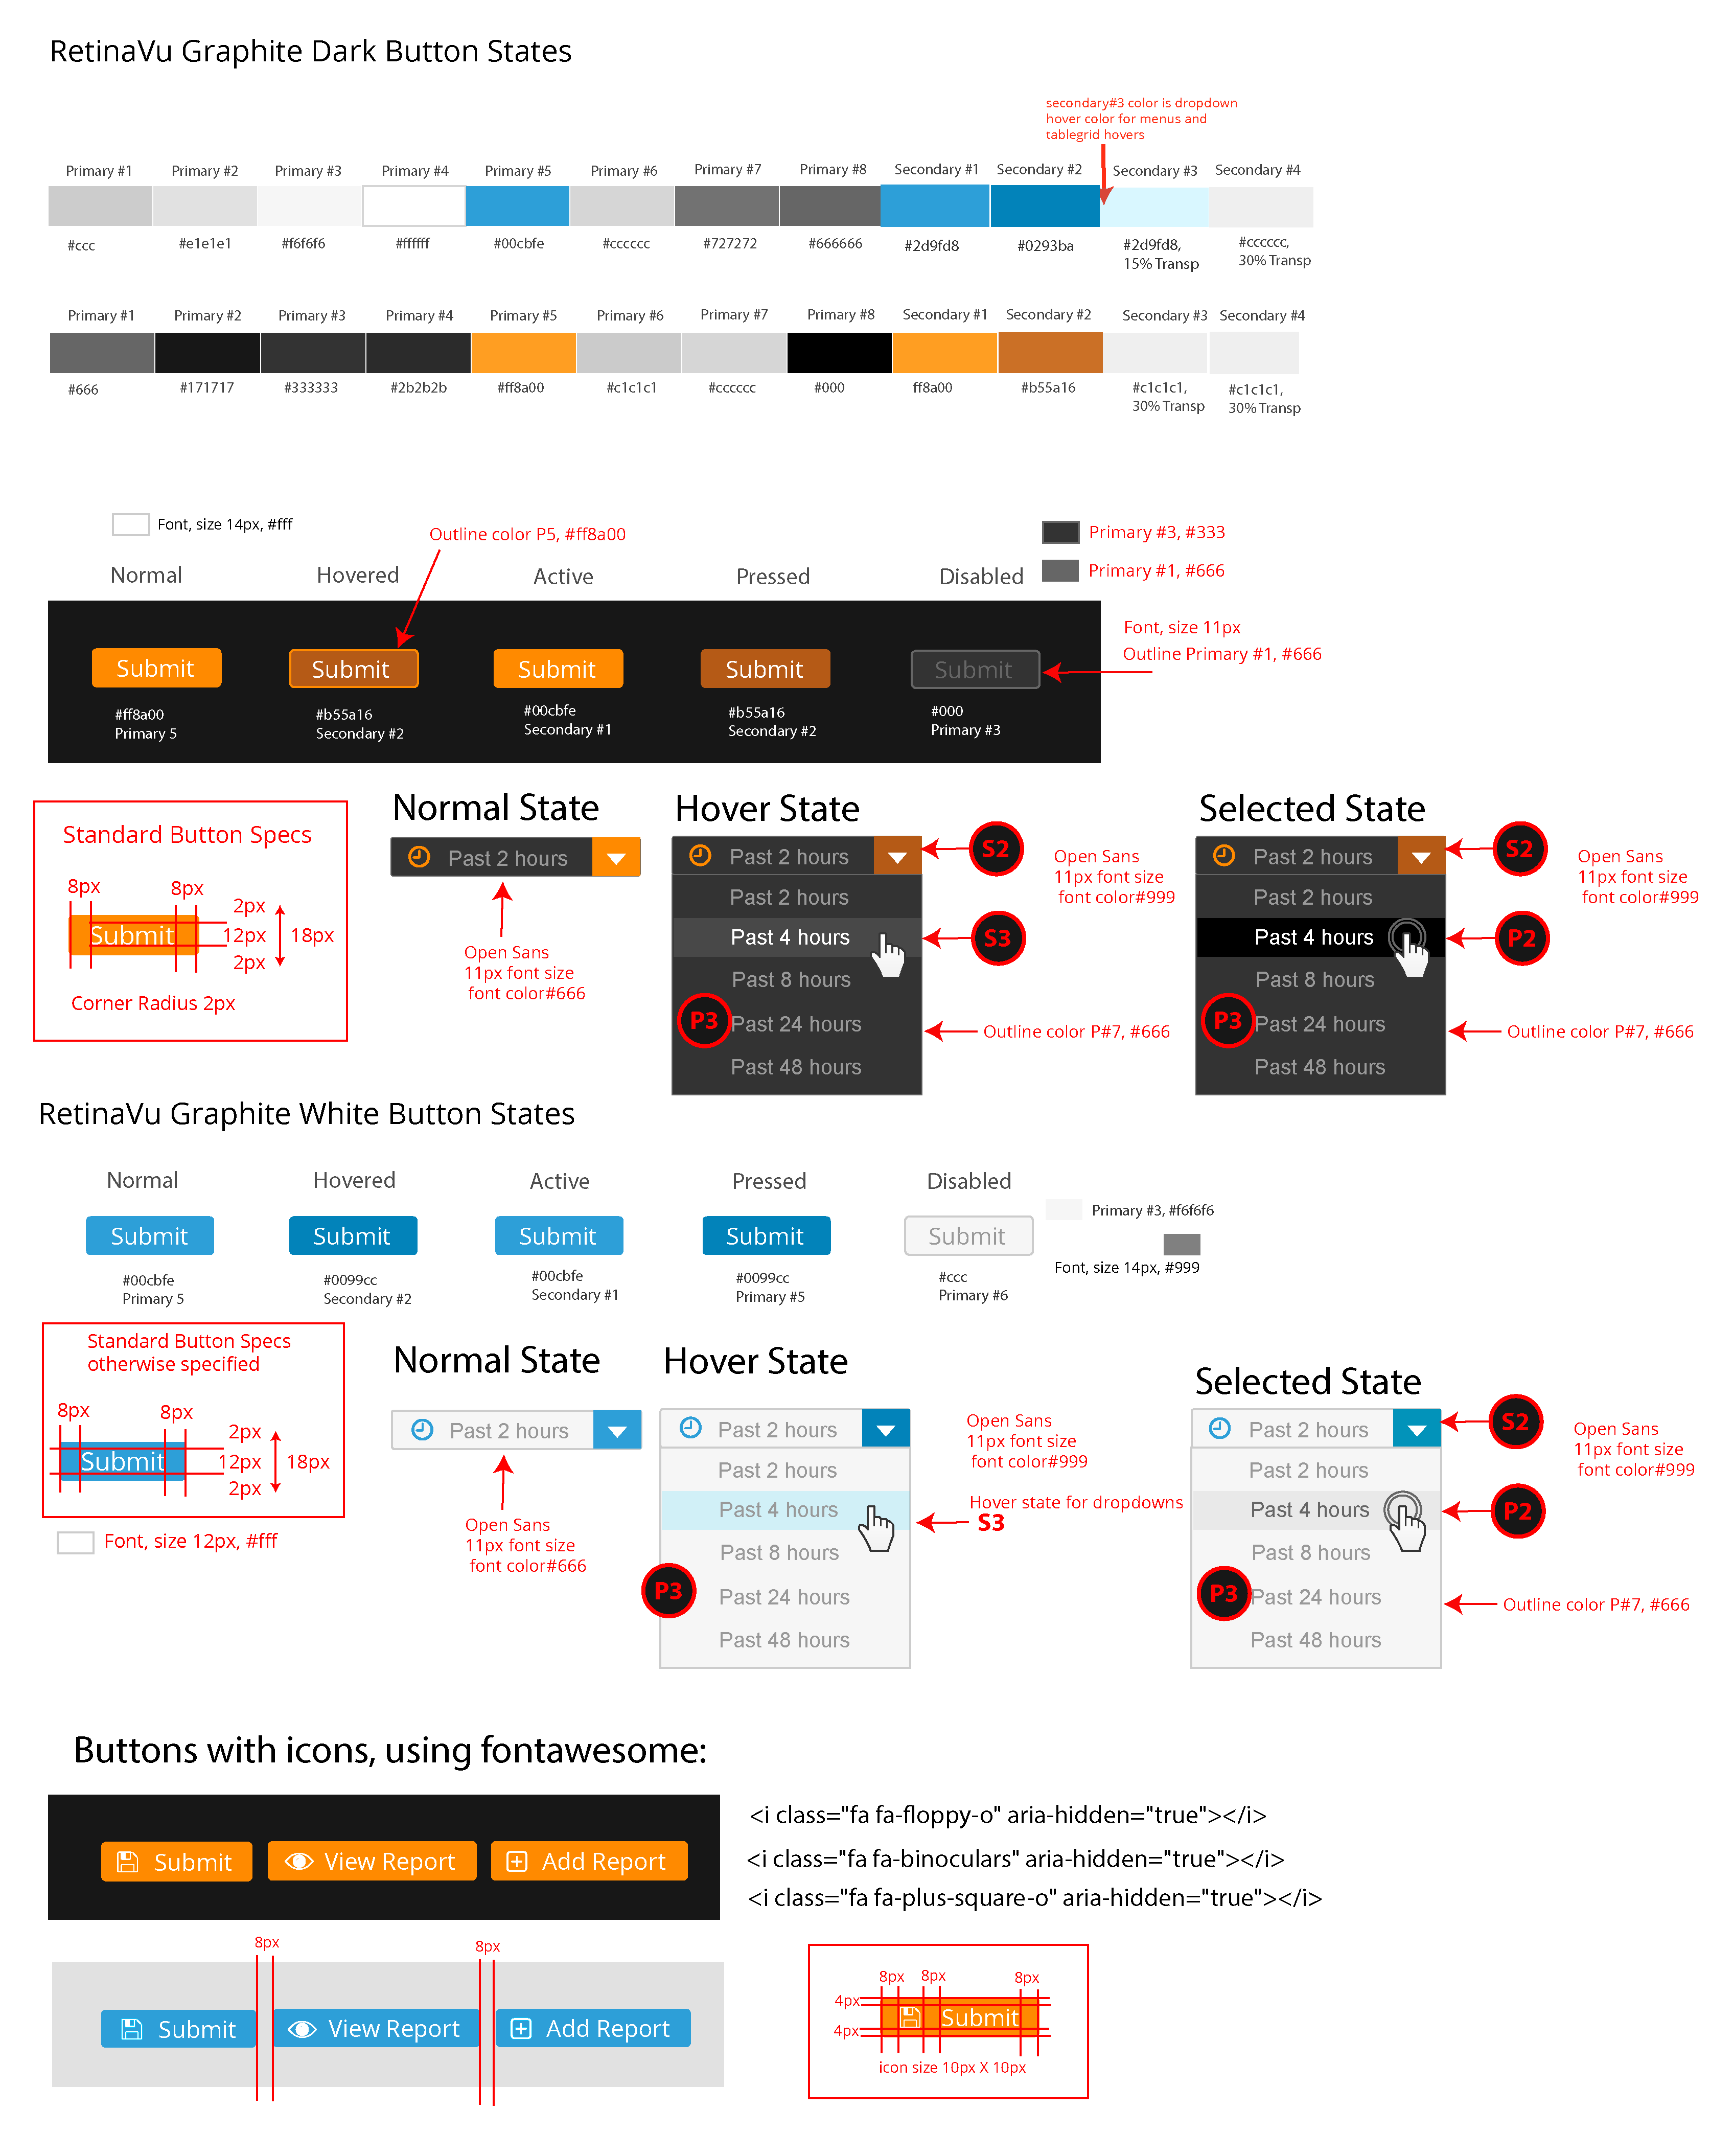 RetinaVu Graphite Dark Button States
secondary#3 color is dropdown
hover color for menus and
tablegrid hovers
Primary #1 Primary #2 Primary #3 Primary #4 Primary #5 Primary #6 Primary #7 Primary #8 Secondary #1 Secondary #2 Secondary #3 Secondary #4
#ccc #e1e1e1 #f6f6f6 #ffffff #00cbfe #cccccc #727272 #666666 #2d9fd8 #0293ba #2d9fd8, #cccccc,
15% Transp 30% Transp
Primary #1 Primary #2 Primary #3 Primary #4 Primary #5 Primary #6 Primary #7 Primary #8 Secondary #1 Secondary #2 Secondary #3 Secondary #4
#666 #171717 #333333 #2b2b2b #ff8a00 #c1c1c1 #cccccc #000 ff8a00 #b55a16 #c1c1c1, #c1c1c1,
30% Transp 30% Transp
Font, size 14px, #fff
Outline color P5, #ff8a00
Primary #3, #333
Primary #1, #666
Normal Hovered Active Pressed Disabled
Font, size 11px
Outline Primary #1, #666
Submit Submit Submit Submit Submit
#ff8a00 #b55a16 #00cbfe #b55a16 #000
Primary 5 Secondary #2 Secondary #1 Secondary #2 Primary #3
Standard Button Specs
8px 8px
2px
Submit 12px 18px
2px
Corner Radius 2px
Normal State
Past 2 hours
Open Sans
11px font size
font color#666
Hover State
Past 2 hours S2
Past 2 hours
Past 4 hours S3
Past 8 hours
P3 Past 24 hours
Past 48 hours
Open Sans
11px font size
font color#999
Outline color P#7, #666
Selected State
Past 2 hours S2
Past 2 hours
Past 4 hours P2
Past 8 hours
P3 Past 24 hours
Past 48 hours
Open Sans
11px font size
font color#999
Outline color P#7, #666
RetinaVu Graphite White Button States
Normal Hovered Active Pressed Disabled
Primary #3, #f6f6f6
Submit Submit Submit Submit Submit
Font, size 14px, #999
#00cbfe #0099cc #00cbfe #0099cc #ccc
Primary 5 Secondary #2 Secondary #1 Primary #5 Primary #6
Standard Button Specs
otherwise specified
8px 8px
2px
Submit 12px 18px
2px
Font, size 12px, #fff
Normal State
Past 2 hours
Open Sans
11px font size
font color#666
Hover State
Past 2 hours
Past 2 hours
Past 4 hours
Past 8 hours
P3 Past 24 hours
Past 48 hours
Open Sans
11px font size
font color#999
Hover state for dropdowns
S3
Selected State
Past 2 hours S2
Past 2 hours
Past 4 hours P2
Past 8 hours
P3 Past 24 hours
Past 48 hours
Open Sans
11px font size
font color#999
Outline color P#7, #666
Buttons with icons, using fontawesome:
Submit View Report Add Report
<i class="fa fa-floppy-o" aria-hidden="true"></i>
<i class="fa fa-binoculars" aria-hidden="true"></i>
<i class="fa fa-plus-square-o" aria-hidden="true"></i>
8px 8px
Submit View Report Add Report
8px 8px 8px
4px
Submit
4px
icon size 10px X 10px